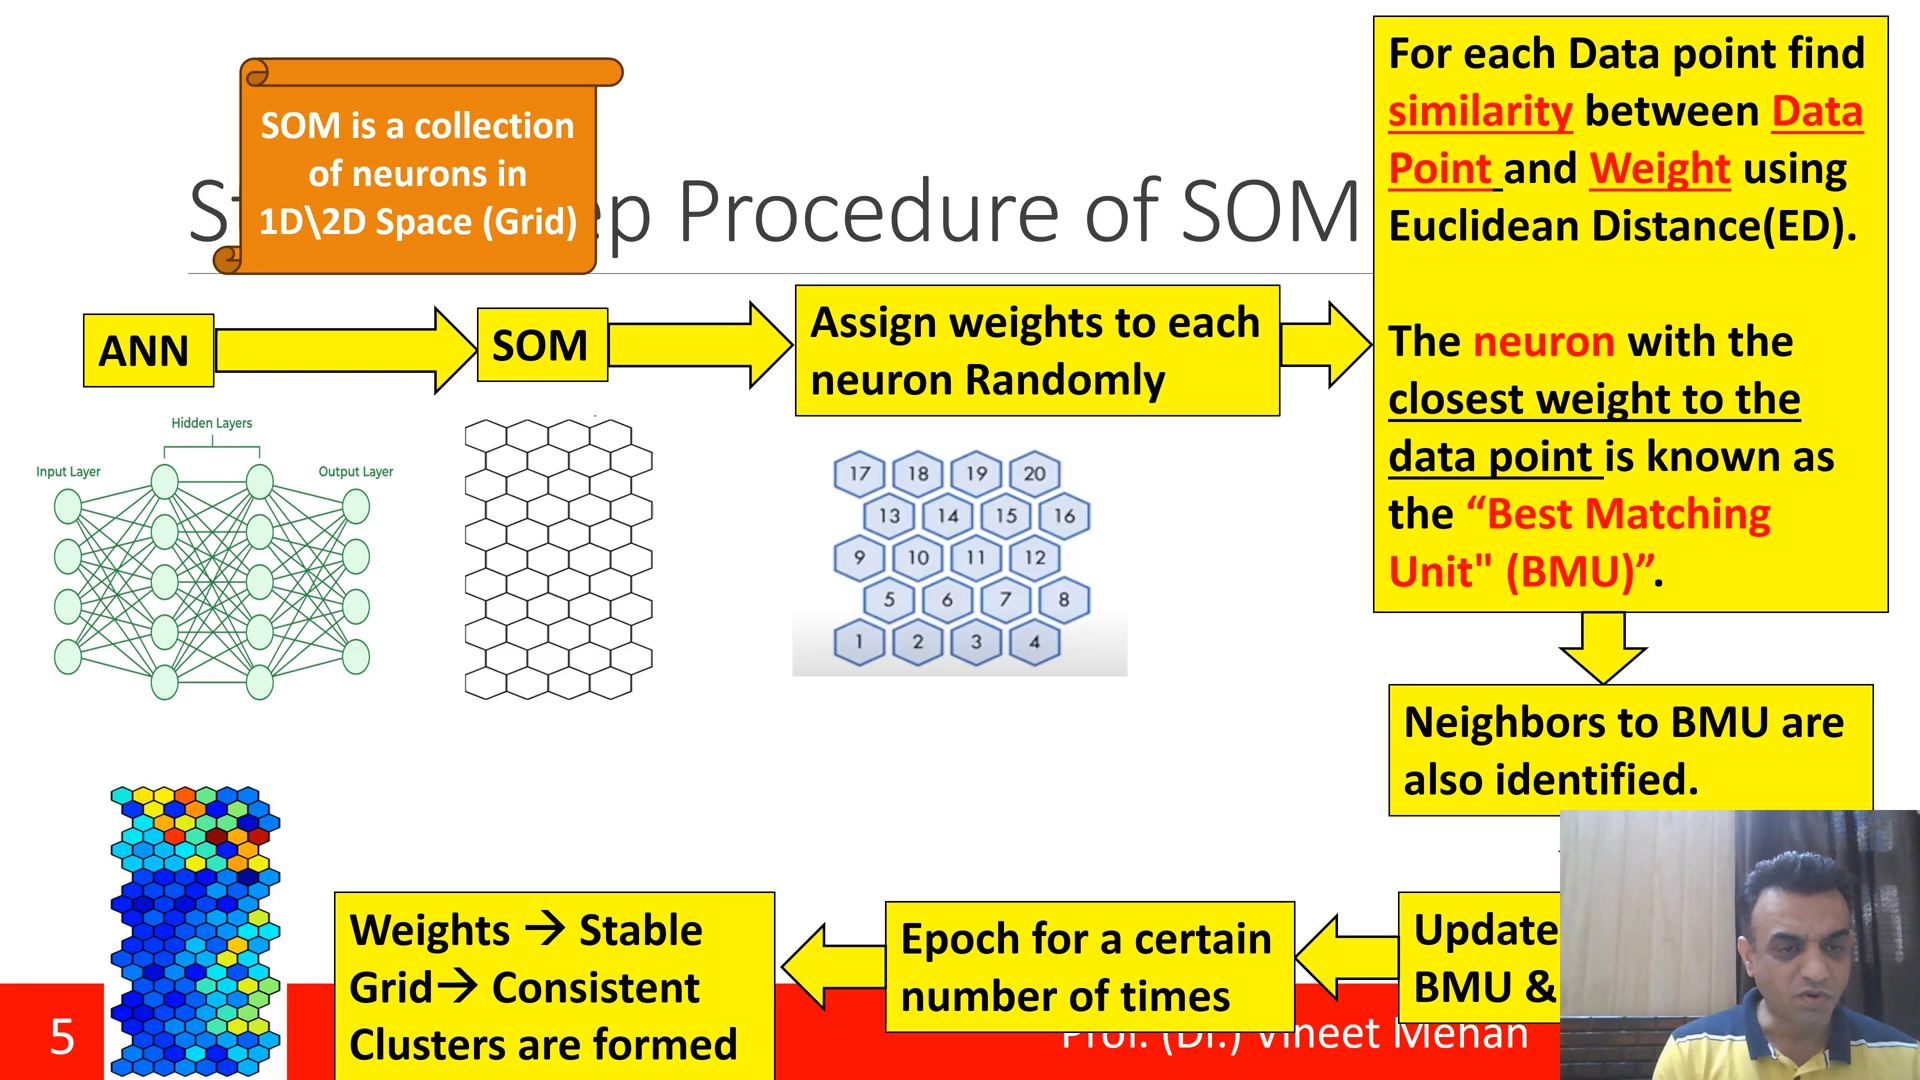 SOM is a collection
of neurons in
1D\2D Space (Grid)
Procedure of SOM
For each Data point find
similarity between Data
Point and Weight using
Euclidean Distance(ED).
The neuron with the
closest weight to the
data point is known as
the “Best Matching
Unit" (BMU)”.
ANN
SOM
Assign weights to each
neuron Randomly
Hidden Layers
Input Layer
Output Layer
17 18 19 20
13 14 15 16
9 10 11 12
5 6 7 8
1 2 3 4
Neighbors to BMU are
also identified.
Update
BMU &
Epoch for a certain
number of times
Weights → Stable
Grid→ Consistent
Clusters are formed
5
Prof. (Dr.) Vineet Mehan